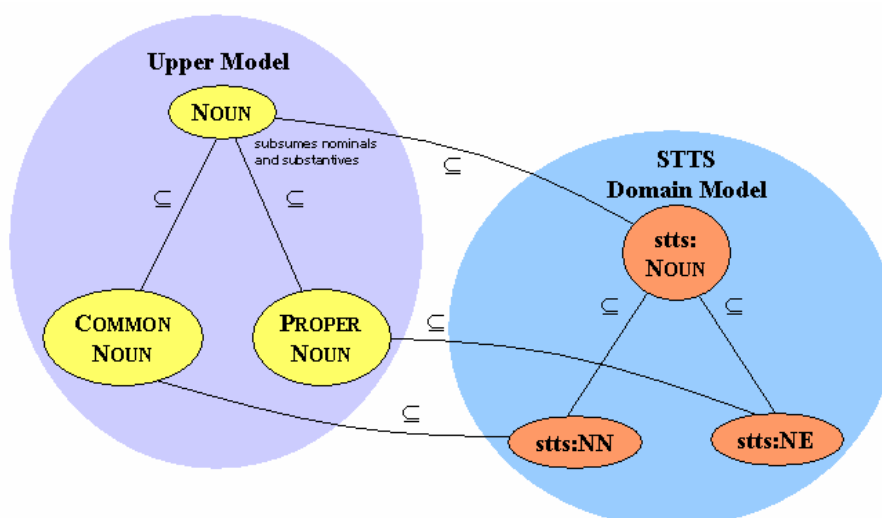 Upper Model
NOUN
subsumes nominals
and substantives
⊆
⊆
COMMON
NOUN
PROPER
NOUN
⊆
⊆
⊆
STTS
Domain Model
stts:
NOUN
⊆
⊆
stts:NN
stts:NE